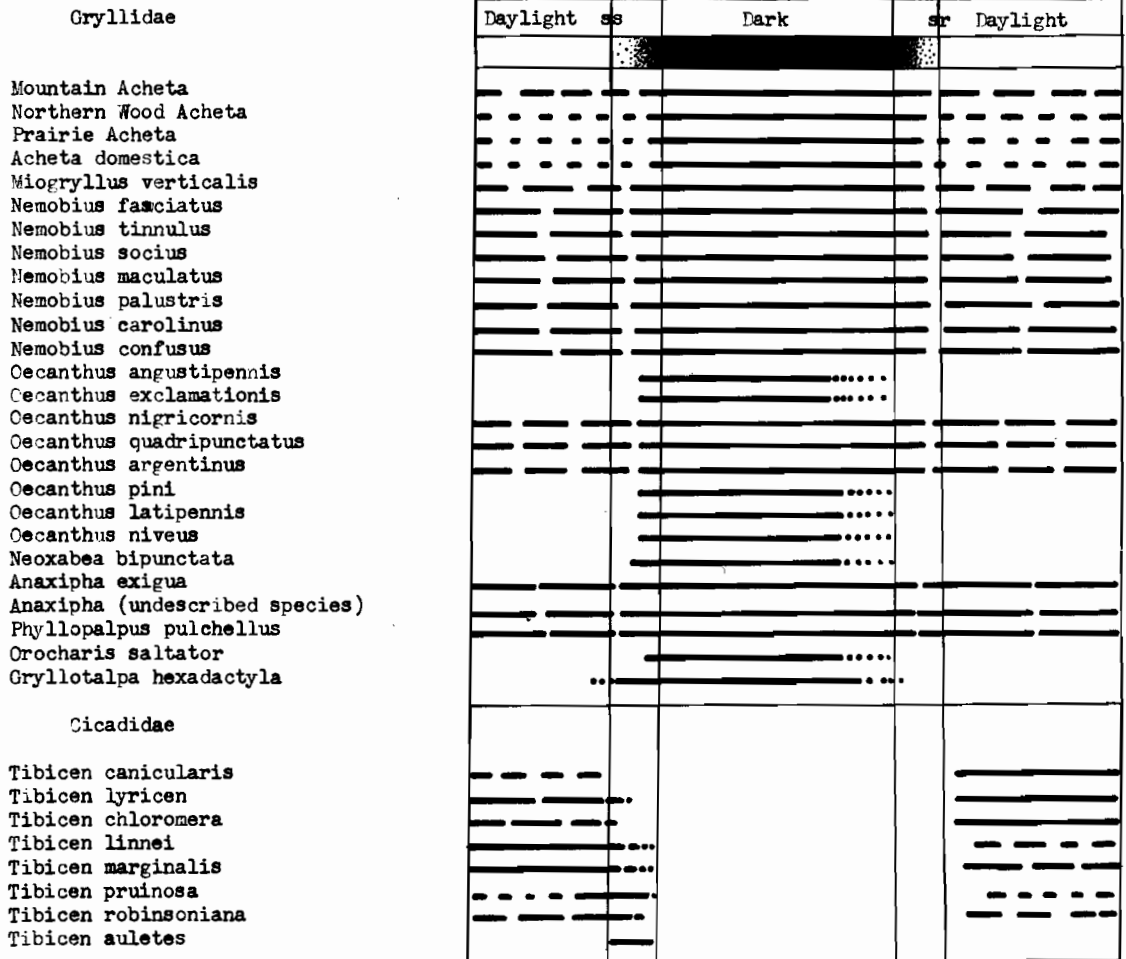 Gryllidae Daylight ss Dark sr Daylight
Mountain Acheta
Northern Wood Acheta
Prairie Acheta
Acheta domestica
Miogryllus verticalis
Nemobius fasciatus
Nemobius tinnulus
Nemobius socius
Nemobius maculatus
Nemobius palustris
Nemobius carolinus
Nemobius confusus
Oecanthus angustipennis
Oecanthus exclamationis
Oecanthus nigricornis
Oecanthus quadripunctatus
Oecanthus argentinus
Oecanthus pini
Oecanthus latipennis
Oecanthus niveus
Neoxabea bipunctata
Anaxipha exigua
Anaxipha (undescribed species)
Phyllopalpus pulchellus
Orocharis saltator
Gryllotalpa hexadactyla
Cicadidae
Tibicen canicularis
Tibicen lyricen
Tibicen chloromera
Tibicen linnei
Tibicen marginalis
Tibicen pruinosa
Tibicen robinsoniana
Tibicen auletes